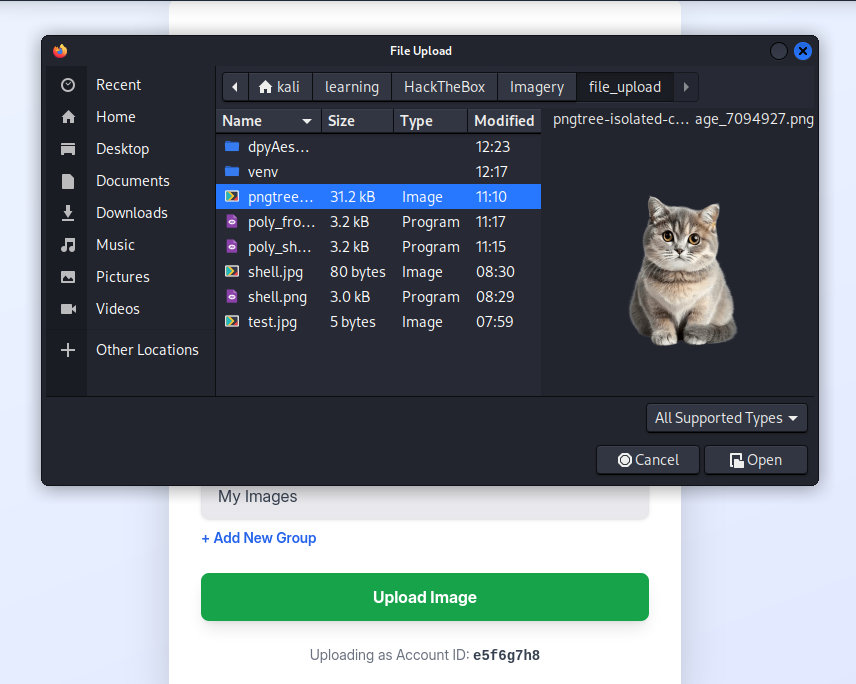 File Upload
Recent
Home
Desktop
Documents
Downloads
Music
Pictures
Videos
Other Locations
kali learning HackTheBox Imagery file_upload
Name Size Type Modified
dpyAes... 12:23
venv 12:17
pngtree... 31.2 kB Image 11:10
poly_fro... 3.2 kB Program 11:17
poly_sh... 3.2 kB Program 11:15
shell.jpg 80 bytes Image 08:30
shell.png 3.0 kB Program 08:29
test.jpg 5 bytes Image 07:59
pngtree-isolated-c... age_7094927.png
All Supported Types
Cancel Open
My Images
+ Add New Group
Upload Image
Uploading as Account ID: e5f6g7h8